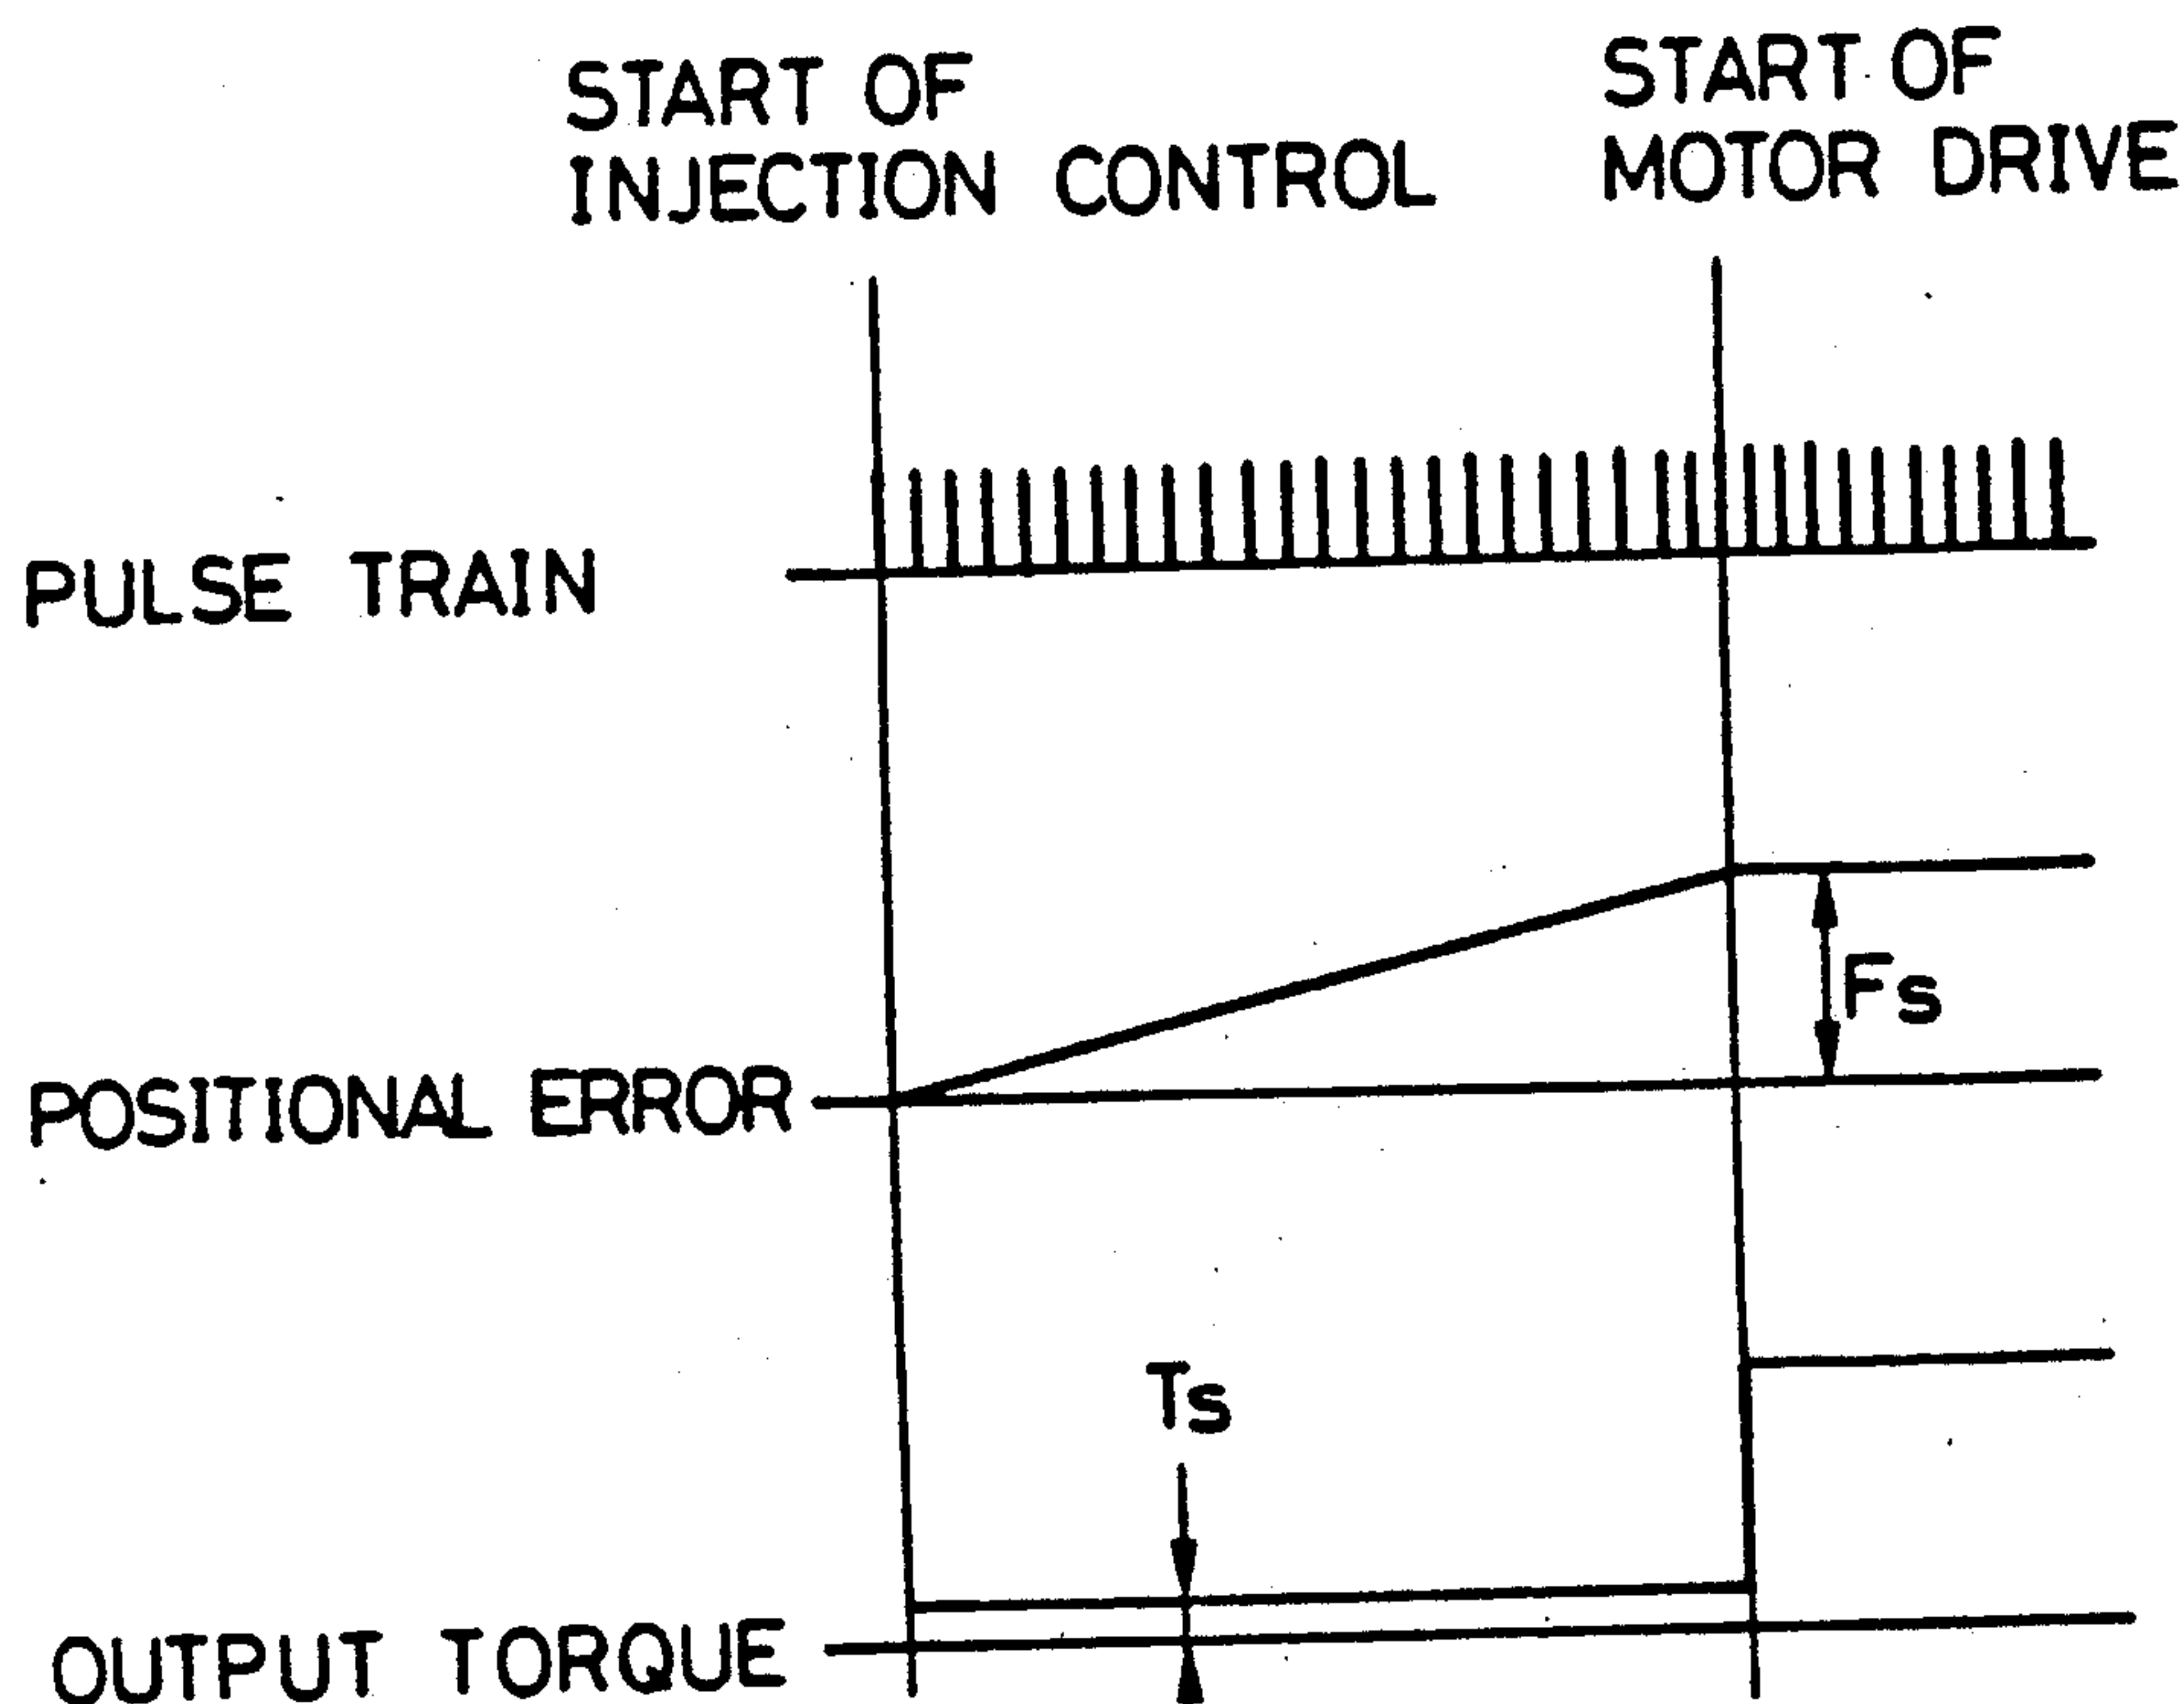 START OF
INJECTION CONTROL
START OF
MOTOR DRIVE
PULSE TRAIN
Fs
POSITIONAL ERROR
Ts
OUTPUT TORQUE